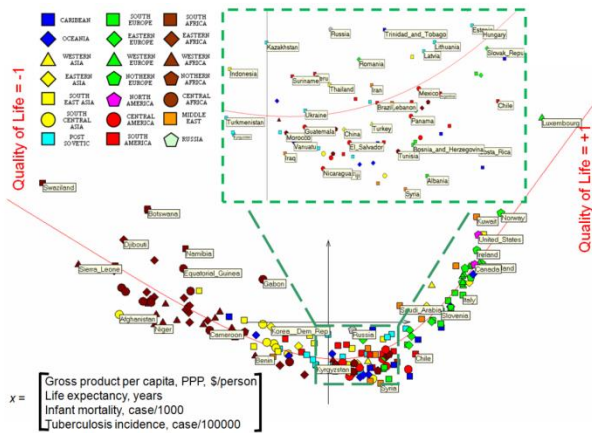 CARIBEAN
SOUTH EUROPE
SOUTH AFRICA
OCEANIA
EASTERN EUROPE
EASTERN AFRICA
WESTERN ASIA
WESTERN EUROPE
WESTERN AFRICA
EASTERN ASIA
NOTHERN EUROPE
NOTHERN AFRICA
SOUTH EAST ASIA
NORTH AMERICA
CENTRAL AFRICA
SOUTH CENTRAL ASIA
CENTRAL AMERICA
MIDDLE EAST
POST SOVETIC
SOUTH AMERICA
RUSSIA
Quality of Life = -1
Quality of Life = +1
Russia
Trinidad_and_Tobago
Hungary
Kazakhstan
Lithuania
Latvia
Slovak_Repu
Romania
Indonesia
Suriname
Thailand
Iran
Mexico
Brazil
Lebanon
Chile
Ukraine
Panama
Turkmenistan
Guatemala
China
Turkey
Morocco
Vanuatu
El_Salvador
Bosnia_and_Herzegovina
sta_Rica
Iraq
Tunisia
Nicaragua
Albania
Syria
Luxembourg
Swaziland
Botswana
Kuwait
Norway
Djibouti
Namibia
United_States
Sierra_Leone
Equatorial_Guinea
Ireland
Gabon
Canada
land
Italy
Saudi_Arabia
Afghanistan
Slovenia
Niger
Cameroon
Korea,_Dem._Rep.
Russia
Benin
Kyrgyzstan
Chile
Syria
x =
Gross product per capita, PPP, $/person
Life expectancy, years
Infant mortality, case/1000
Tuberculosis incidence, case/100000